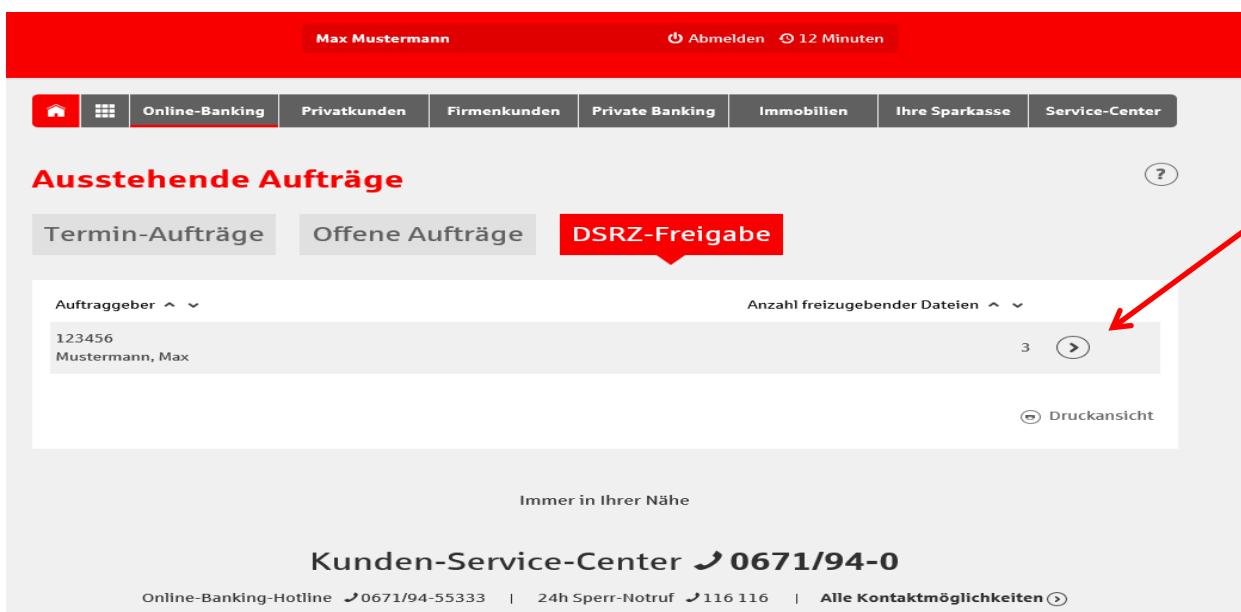 Max Mustermann Abmelden 12 Minuten
Online-Banking Privatkunden Firmenkunden Private Banking Immobilien Ihre Sparkasse Service-Center
Ausstehende Aufträge ?
Termin-Aufträge Offene Aufträge DSRZ-Freigabe
Auftraggeber Anzahl freizugebender Dateien
123456
Mustermann, Max 3
Druckansicht
Immer in Ihrer Nähe
Kunden-Service-Center 0671/94-0
Online-Banking-Hotline 0671/94-55333 | 24h Sperr-Notruf 116 116 | Alle Kontaktmöglichkeiten